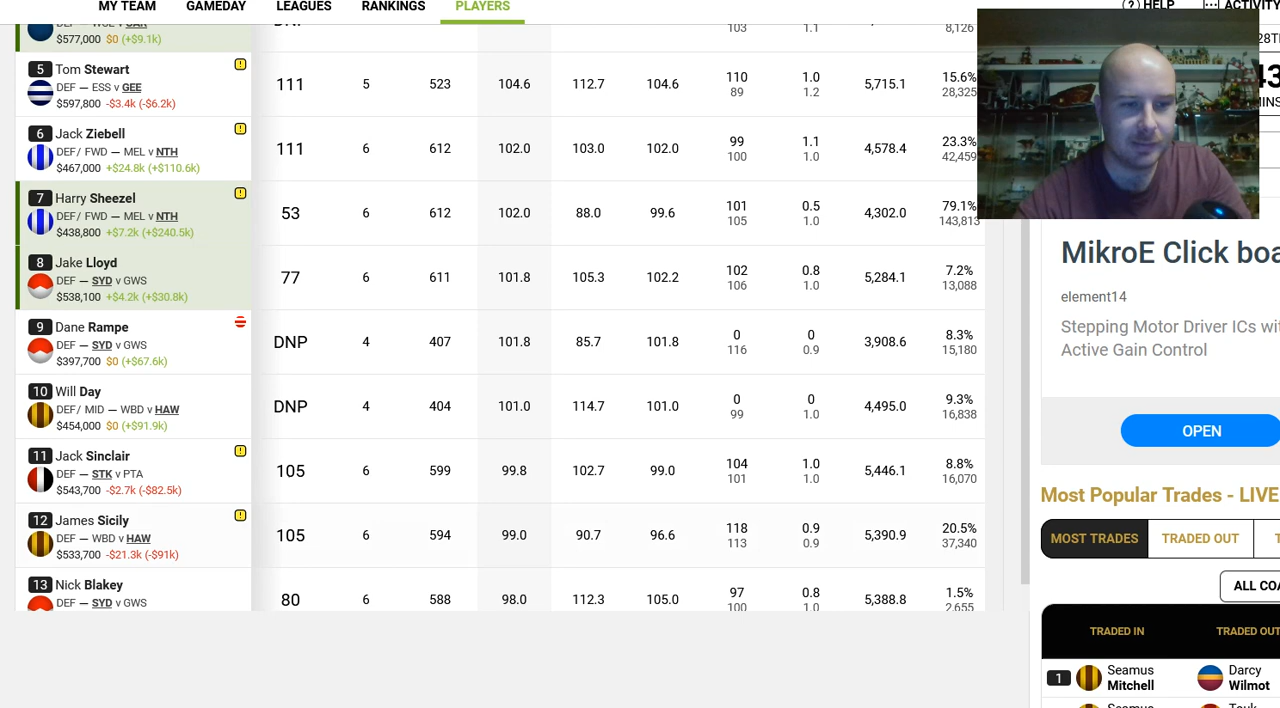 MY TEAM GAMEDAY LEAGUES RANKINGS PLAYERS HELP ACTIVITY
$577,000 $0 (+$9.1k) 103 1.1 8,126
5 Tom Stewart
DEF — ESS v GEE
$597,800 -$3.4k (-$6.2k)
111 5 523 104.6 112.7 104.6 110 1.0 5,715.1 15.6%
89 1.2 28,325
6 Jack Ziebell
DEF/ FWD — MEL v NTH
$467,000 +$24.8k (+$110.6k)
111 6 612 102.0 103.0 102.0 99 1.1 4,578.4 23.3%
100 1.0 42,459
7 Harry Sheezel
DEF/ FWD — MEL v NTH
$438,800 +$7.2k (+$240.5k)
53 6 612 102.0 88.0 99.6 101 0.5 4,302.0 79.1%
105 1.0 143,813
8 Jake Lloyd
DEF — SYD v GWS
$538,100 +$4.2k (+$30.8k)
77 6 611 101.8 105.3 102.2 102 0.8 5,284.1 7.2%
106 1.0 13,088
9 Dane Rampe
DEF — SYD v GWS
$397,700 $0 (+$67.6k)
DNP 4 407 101.8 85.7 101.8 0 0 3,908.6 8.3%
116 0.9 15,180
10 Will Day
DEF/ MID — WBD v HAW
$454,000 $0 (+$91.9k)
DNP 4 404 101.0 114.7 101.0 0 0 4,495.0 9.3%
99 1.0 16,838
11 Jack Sinclair
DEF — STK v PTA
$543,700 -$2.7k (-$82.5k)
105 6 599 99.8 102.7 99.0 104 1.0 5,446.1 8.8%
101 1.0 16,070
12 James Sicily
DEF — WBD v HAW
$533,700 -$21.3k (-$91k)
105 6 594 99.0 90.7 96.6 118 0.9 5,390.9 20.5%
113 0.9 37,340
13 Nick Blakey
DEF — SYD v GWS
80 6 588 98.0 112.3 105.0 97 0.8 5,388.8 1.5%
100 1.0 2,655
MikroE Click boa
element14
Stepping Motor Driver ICs wi
Active Gain Control
OPEN
Most Popular Trades - LIVE
MOST TRADES TRADED OUT T
ALL COA
TRADED IN TRADED OUT
1 Seamus Mitchell Darcy Wilmot